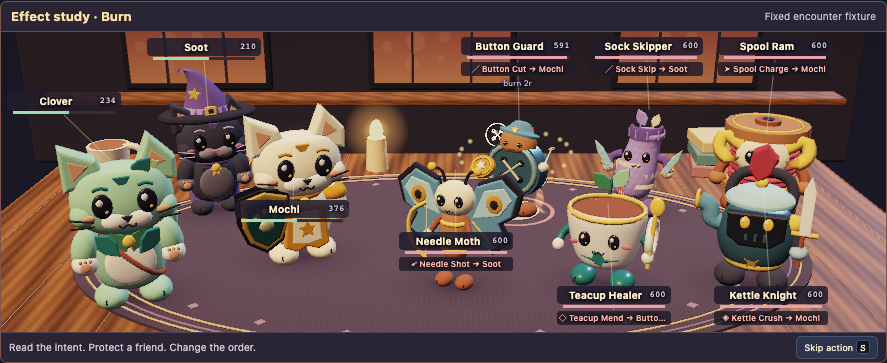 Effect study · Burn
Fixed encounter fixture
Soot 210
Button Guard 591
Sock Skipper 600
Spool Ram 600
Button Cut → Mochi
Sock Skip → Soot
Spool Charge → Mochi
burn 2r
Clover 234
Mochi 376
Needle Moth 600
Needle Shot → Soot
Teacup Healer 600
Kettle Knight 600
Teacup Mend → Butto...
Kettle Crush → Mochi
Read the intent. Protect a friend. Change the order.
Skip action S